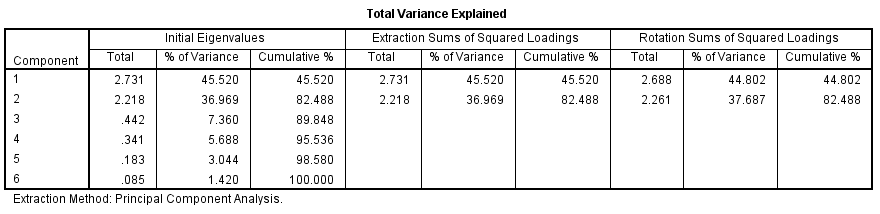 Total Variance Explained
Initial Eigenvalues Extraction Sums of Squared Loadings Rotation Sums of Squared Loadings
Component Total % of Variance Cumulative % Total % of Variance Cumulative % Total % of Variance Cumulative %
1 2.731 45.520 45.520 2.731 45.520 45.520 2.688 44.802 44.802
2 2.218 36.969 82.488 2.218 36.969 82.488 2.261 37.687 82.488
3 .442 7.360 89.848
4 .341 5.688 95.536
5 .183 3.044 98.580
6 .085 1.420 100.000
Extraction Method: Principal Component Analysis.